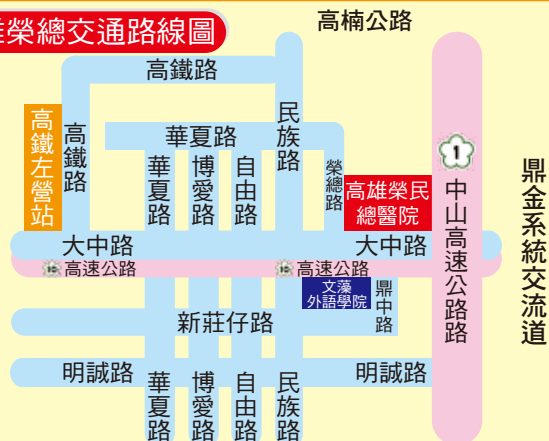 榮總交通路線圖
高楠公路
高鐵路
高鐵左營站
高鐵路
華夏路
民族路
華夏路
博愛路
自由路
榮總路
高雄榮民
總醫院
1
中山高速公路路
鼎金系統交流道
大中路
大中路
10
高速公路
10
高速公路
文藻
外語學院
鼎中路
新莊仔路
明誠路
明誠路
華夏路
博愛路
自由路
民族路